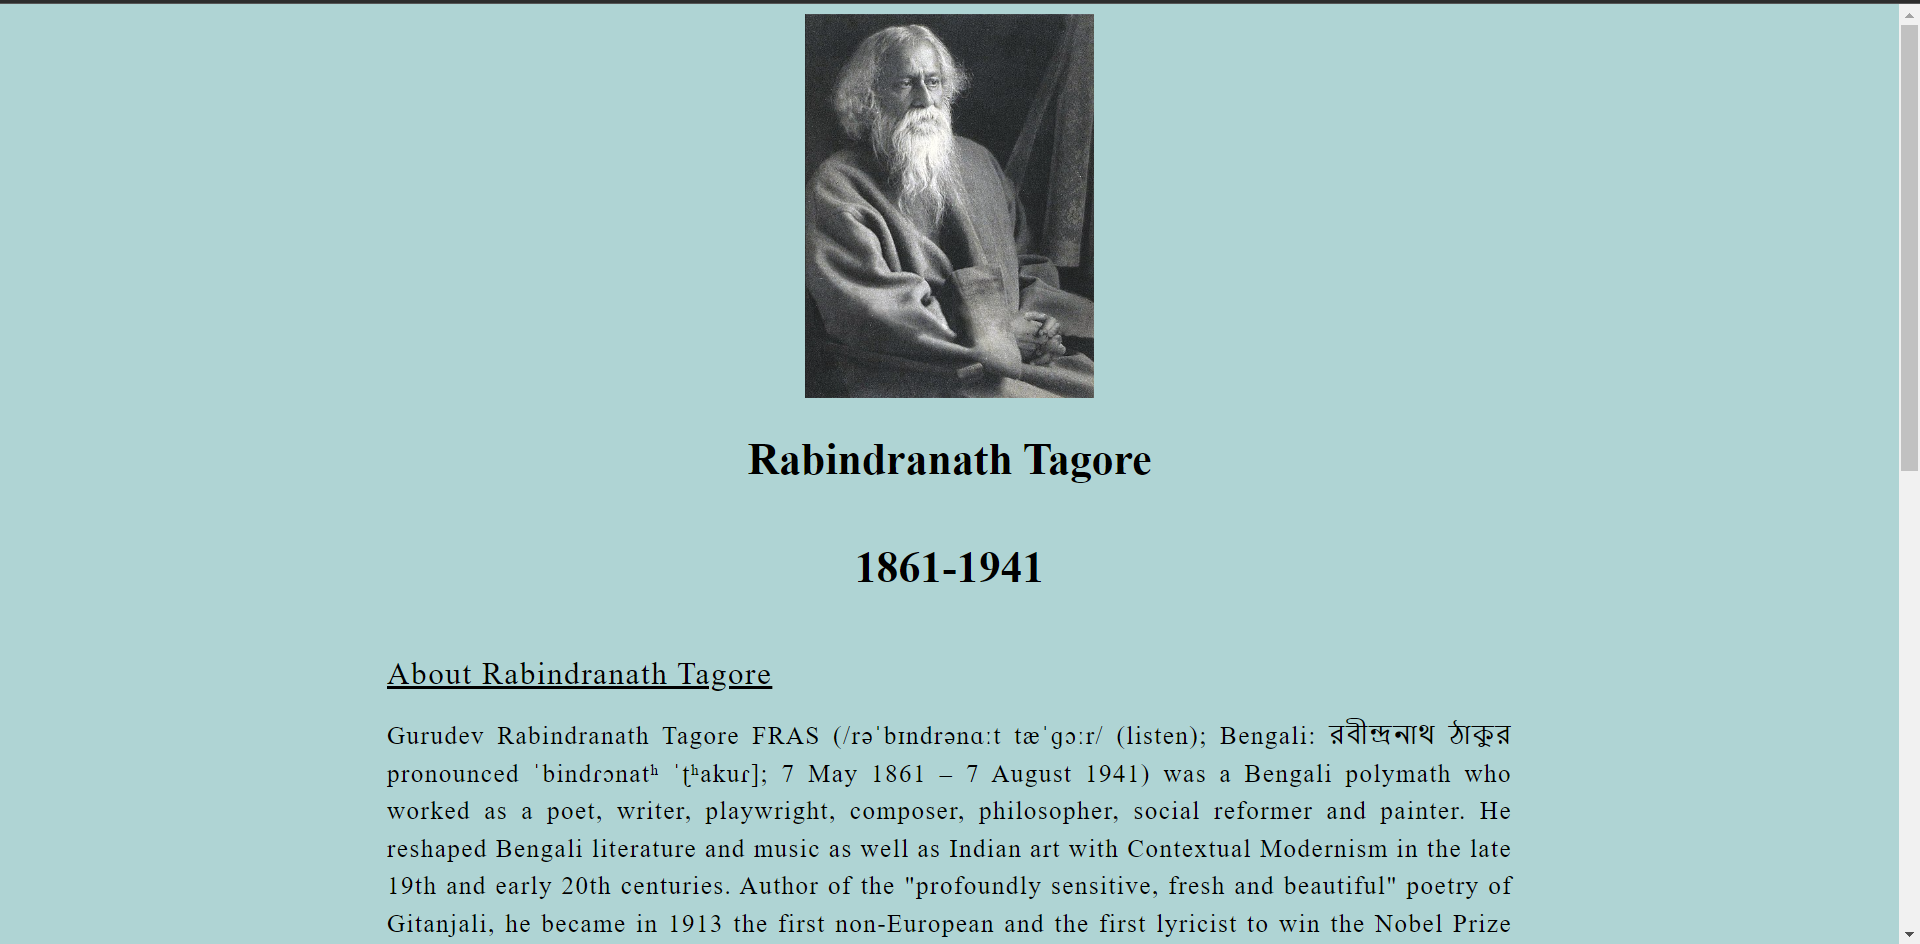 Rabindranath Tagore
1861-1941
About Rabindranath Tagore
Gurudev Rabindranath Tagore FRAS (/rəˈbɪndrənɑːt tæˈɡɔːr/ (listen); Bengali: রবীন্দ্রনাথ ঠাকুর
pronounced ˈbindɾɔnatʰ ˈʈʰakuɾ]; 7 May 1861 – 7 August 1941) was a Bengali polymath who
worked as a poet, writer, playwright, composer, philosopher, social reformer and painter. He
reshaped Bengali literature and music as well as Indian art with Contextual Modernism in the late
19th and early 20th centuries. Author of the "profoundly sensitive, fresh and beautiful" poetry of
Gitanjali, he became in 1913 the first non-European and the first lyricist to win the Nobel Prize